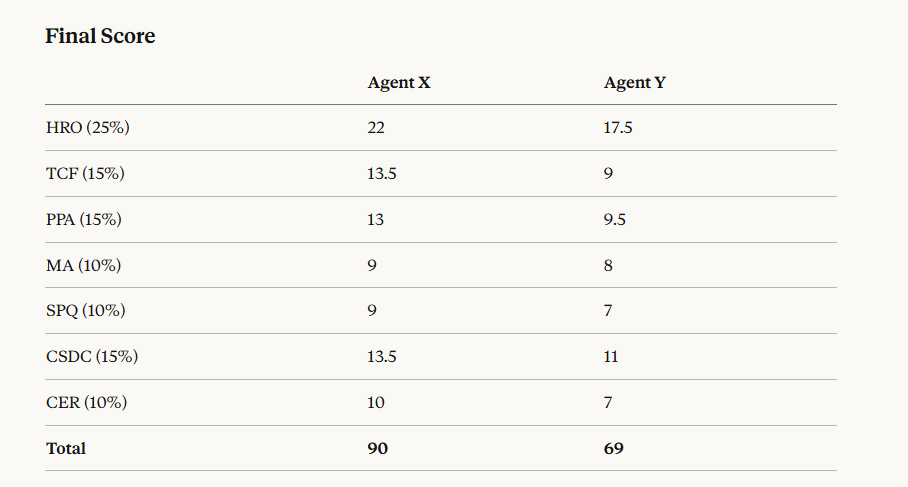 Final Score
Agent X Agent Y
HRO (25%) 22 17.5
TCF (15%) 13.5 9
PPA (15%) 13 9.5
MA (10%) 9 8
SPQ (10%) 9 7
CSDC (15%) 13.5 11
CER (10%) 10 7
Total 90 69